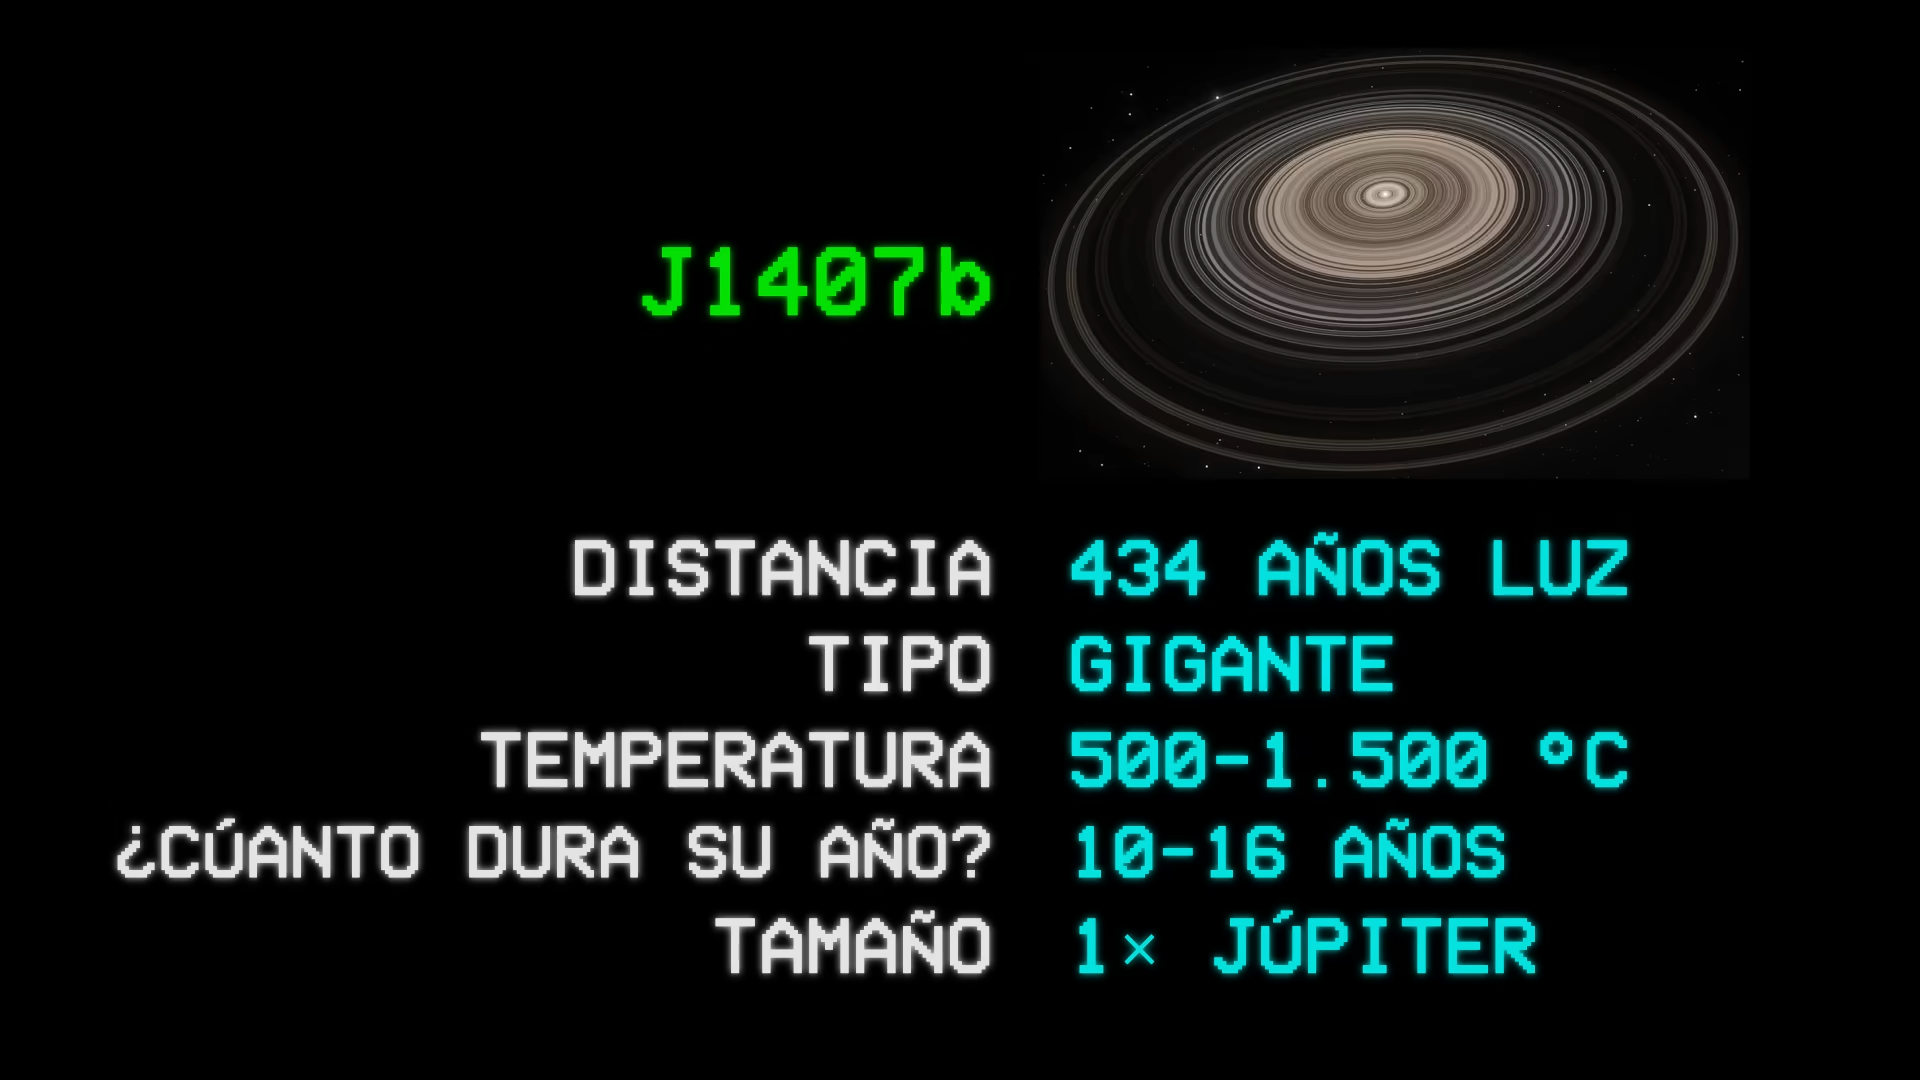 J1407b
DISTANCIA 434 AÑOS LUZ
TIPO GIGANTE
TEMPERATURA 500-1.500 °C
¿CÚANTO DURA SU AÑO? 10-16 AÑOS
TAMAÑO 1× JÚPITER